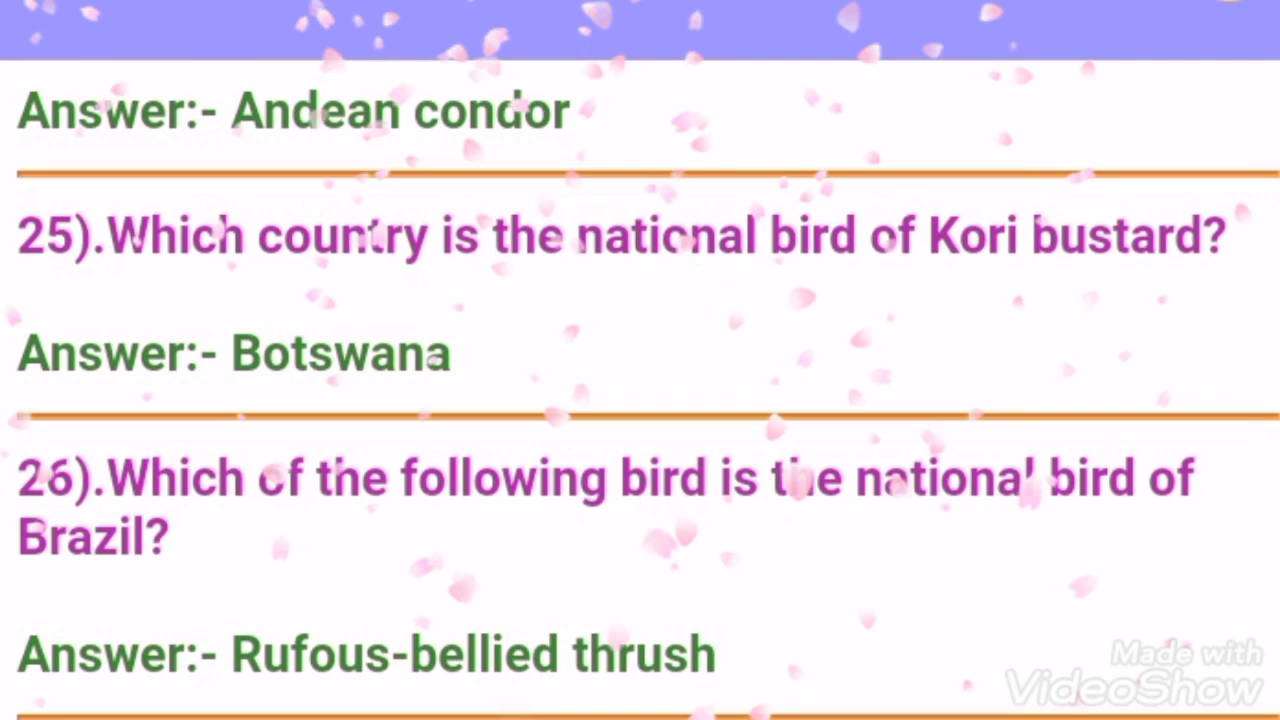 Answer:- Andean condor
25).Which country is the national bird of Kori bustard?
Answer:- Botswana
26).Which of the following bird is the national bird of
Brazil?
Answer:- Rufous-bellied thrush
Made with
VideoShow